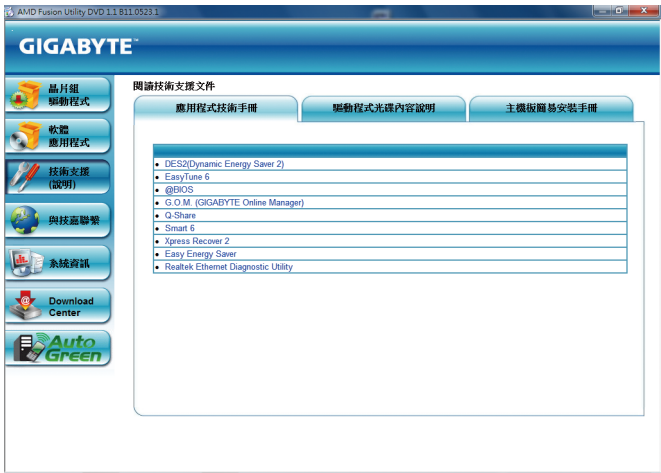 AMD Fusion Utility DVD 1.1 B11.0523.1
GIGABYTE™
晶片組
驅動程式
軟體
應用程式
技術支援
(說明)
與技嘉聯繫
系統資訊
Download
Center
Auto
Green
閱讀技術支援文件
應用程式技術手冊
驅動程式光碟內容說明
主機板簡易安裝手冊
• DES2(Dynamic Energy Saver 2)
• EasyTune 6
• @BIOS
• G.O.M. (GIGABYTE Online Manager)
• Q-Share
• Smart 6
• Xpress Recover 2
• Easy Energy Saver
• Realtek Ethernet Diagnostic Utility